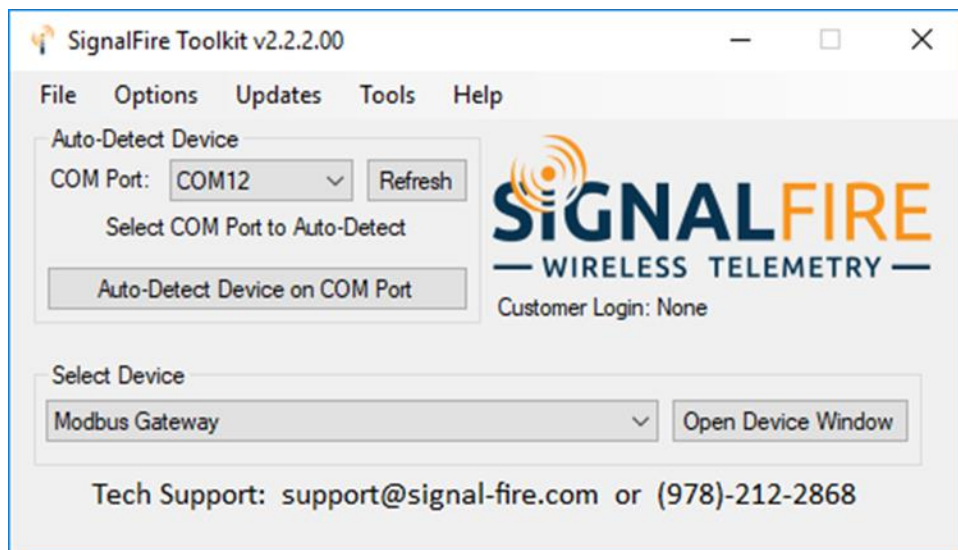 SignalFire Toolkit v2.2.2.00
File Options Updates Tools Help
Auto-Detect Device
COM Port: COM12 Refresh
Select COM Port to Auto-Detect
Auto-Detect Device on COM Port
SIGNALFIRE
WIRELESS TELEMETRY
Customer Login: None
Select Device
Modbus Gateway Open Device Window
Tech Support: support@signal-fire.com or (978)-212-2868